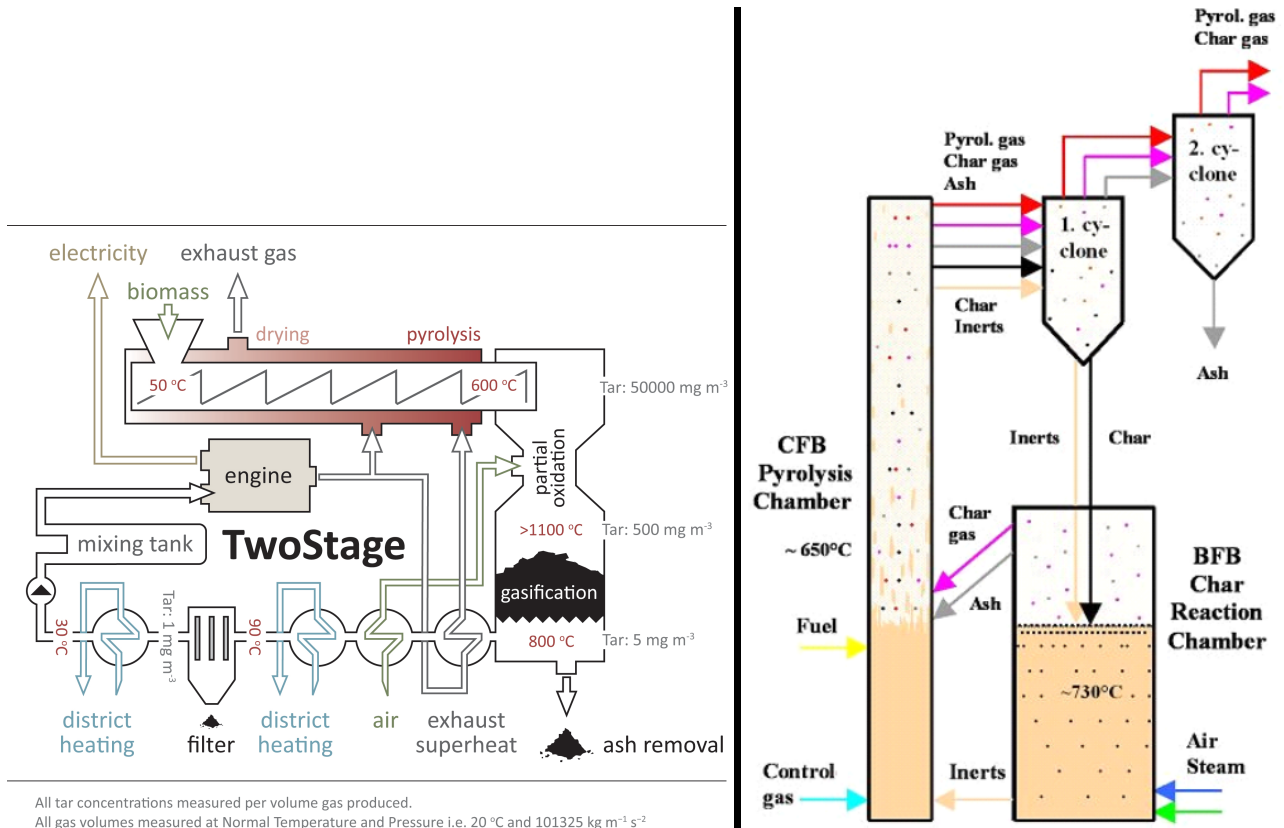 electricity
exhaust gas
biomass
drying
pyrolysis
50 °C
600 °C
Tar: 50000 mg m⁻³
engine
partial
oxidation
mixing tank
TwoStage
>1100 °C
Tar: 500 mg m⁻³
gasification
30 °C
Tar: 1 mg m⁻³
90 °C
800 °C
Tar: 5 mg m⁻³
district
heating
filter
district
heating
air
exhaust
superheat
ash removal
All tar concentrations measured per volume gas produced.
All gas volumes measured at Normal Temperature and Pressure i.e. 20 °C and 101325 kg m⁻¹ s⁻²
Pyrol. gas
Char gas
2. cy-
clone
Pyrol. gas
Char gas
Ash
1. cy-
clone
Char
Inerts
Ash
Inerts
Char
CFB
Pyrolysis
Chamber
~ 650°C
Char
gas
Ash
BFB
Char
Reaction
Chamber
Fuel
~730°C
Control
gas
Inerts
Air
Steam